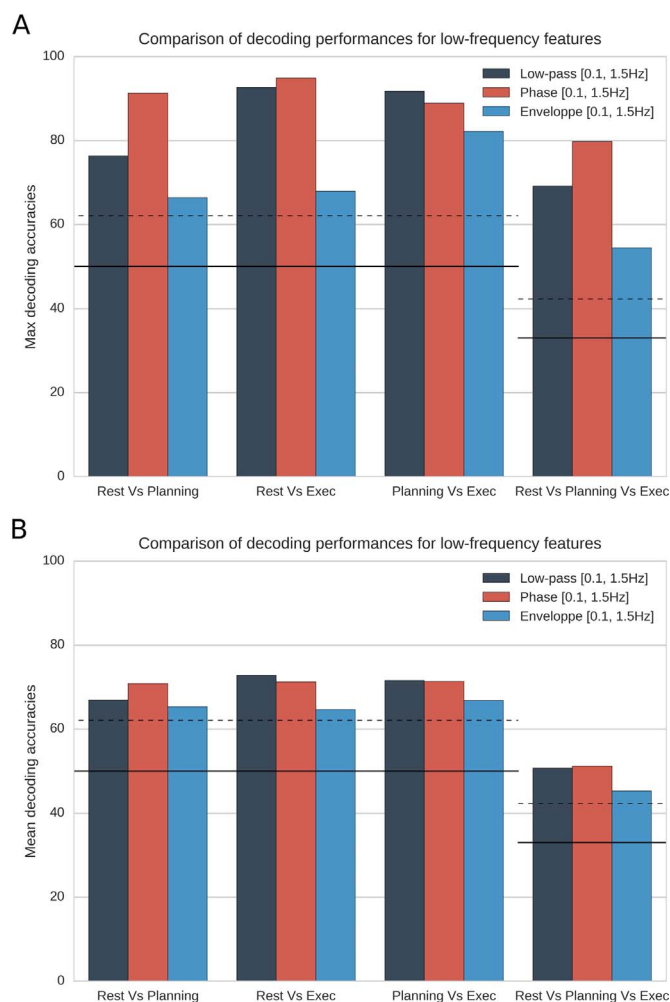 A
Comparison of decoding performances for low-frequency features
Max decoding accuracies
100
80
60
40
20
0
Low-pass [0.1, 1.5Hz]
Phase [0.1, 1.5Hz]
Enveloppe [0.1, 1.5Hz]
Rest Vs Planning
Rest Vs Exec
Planning Vs Exec
Rest Vs Planning Vs Exec
B
Comparison of decoding performances for low-frequency features
Mean decoding accuracies
100
80
60
40
20
0
Low-pass [0.1, 1.5Hz]
Phase [0.1, 1.5Hz]
Enveloppe [0.1, 1.5Hz]
Rest Vs Planning
Rest Vs Exec
Planning Vs Exec
Rest Vs Planning Vs Exec